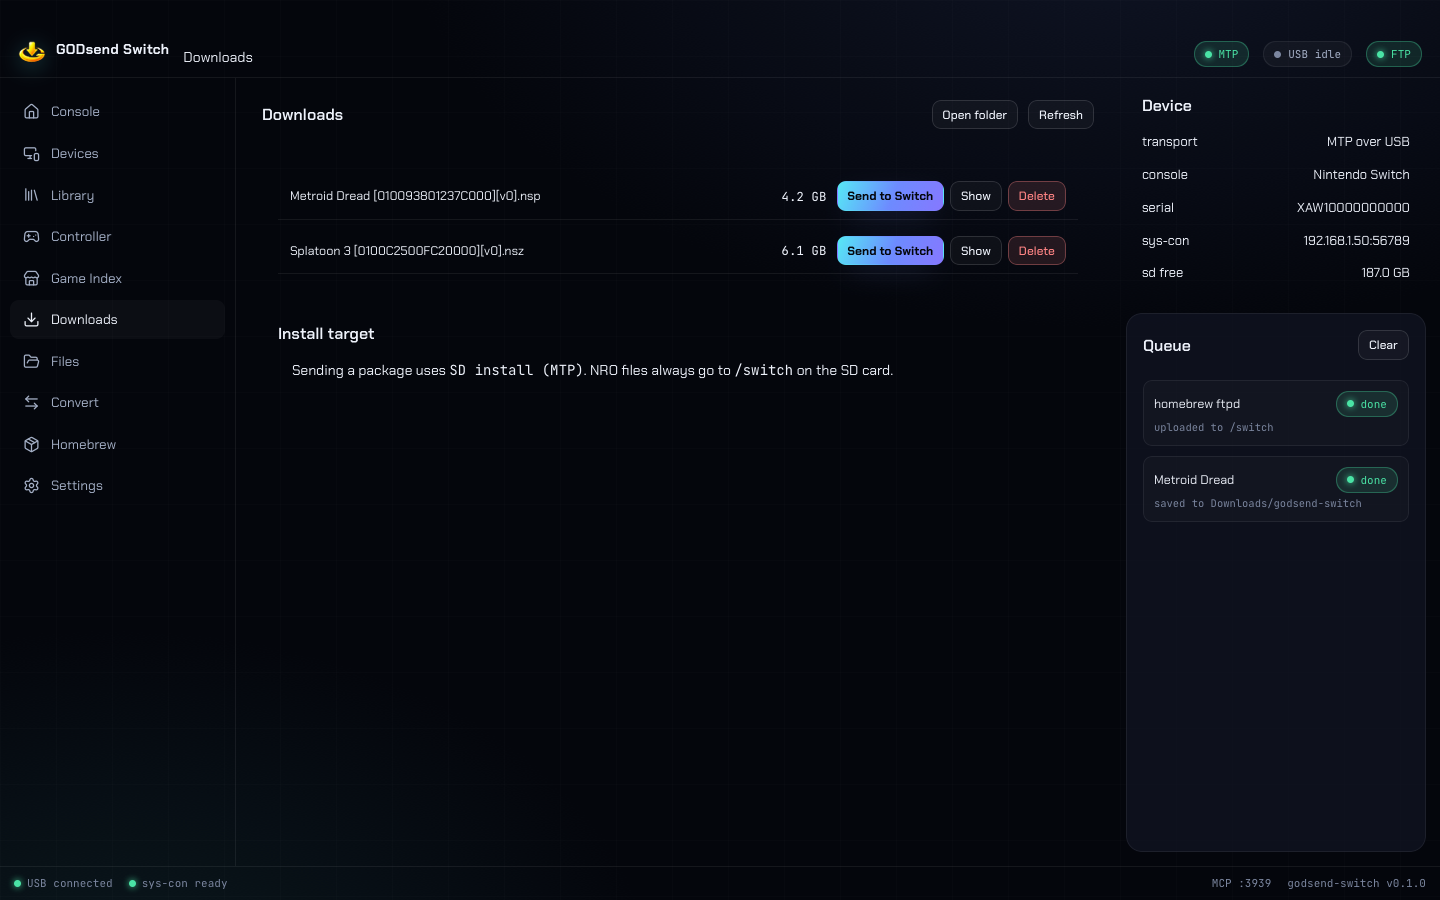 GODsend Switch
Downloads
MTP
USB idle
FTP
Console
Devices
Library
Controller
Game Index
Downloads
Files
Convert
Homebrew
Settings
Downloads
Open folder
Refresh
Metroid Dread [010093801237C000][v0].nsp
4.2 GB
Send to Switch
Show
Delete
Splatoon 3 [0100C2500FC20000][v0].nsz
6.1 GB
Send to Switch
Show
Delete
Install target
Sending a package uses SD install (MTP). NRO files always go to /switch on the SD card.
Device
transport MTP over USB
console Nintendo Switch
serial XAW10000000000
sys-con 192.168.1.50:56789
sd free 187.0 GB
Queue
Clear
homebrew ftpd
done
uploaded to /switch
Metroid Dread
done
saved to Downloads/godsend-switch
USB connected
sys-con ready
MCP :3939
godsend-switch v0.1.0